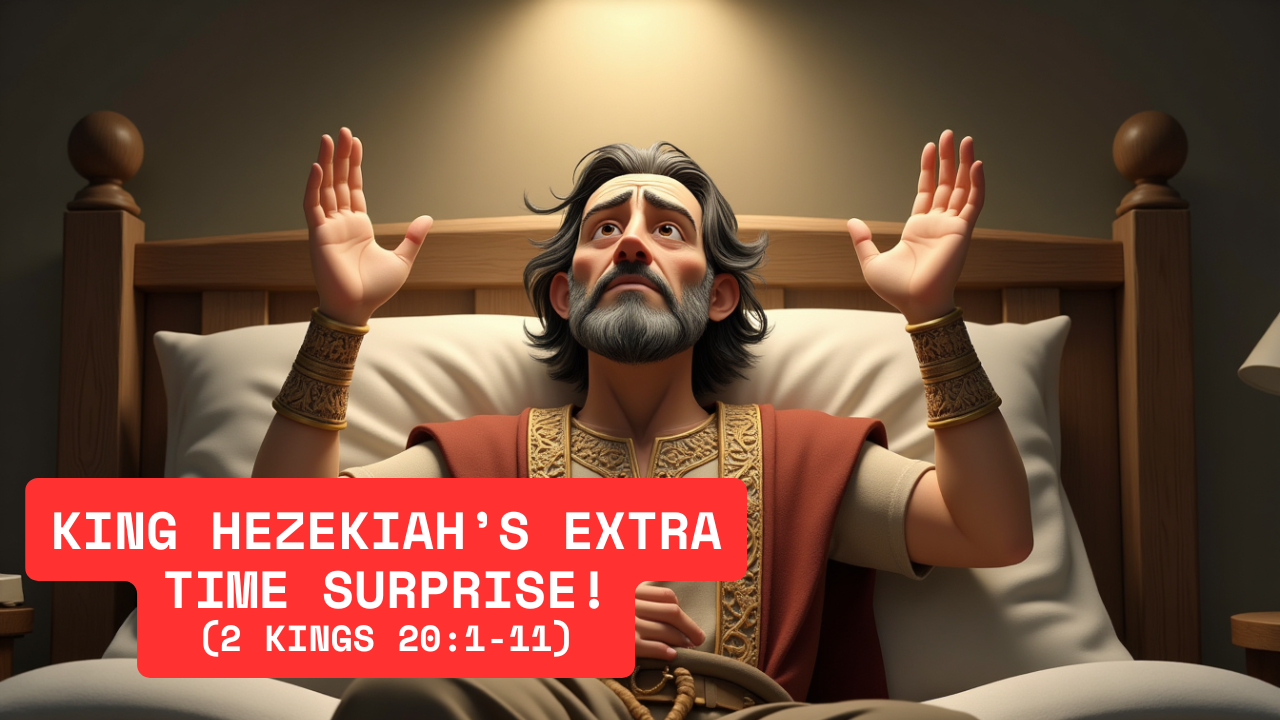 KING HEZEKIAH'S EXTRA
TIME SURPRISE!
(2 KINGS 20:1-11)